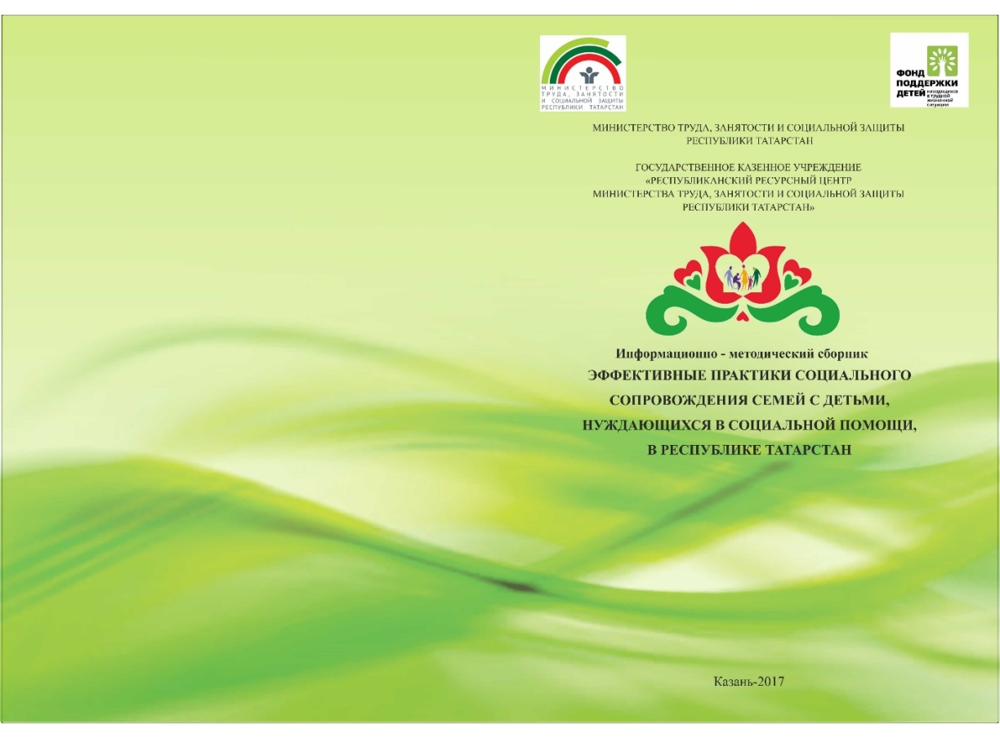 МИНИСТЕРСТВО
ТРУДА, ЗАНЯТОСТИ
И СОЦИАЛЬНОЙ ЗАЩИТЫ
РЕСПУБЛИКИ ТАТАРСТАН
ФОНД
ПОДДЕРЖКИ
ДЕТЕЙ
находящихся
в трудной
жизненной
ситуации
МИНИСТЕРСТВО ТРУДА, ЗАНЯТОСТИ И СОЦИАЛЬНОЙ ЗАЩИТЫ
РЕСПУБЛИКИ ТАТАРСТАН
ГОСУДАРСТВЕННОЕ КАЗЕННОЕ УЧРЕЖДЕНИЕ
«РЕСПУБЛИКАНСКИЙ РЕСУРСНЫЙ ЦЕНТР
МИНИСТЕРСТВА ТРУДА, ЗАНЯТОСТИ И СОЦИАЛЬНОЙ ЗАЩИТЫ
РЕСПУБЛИКИ ТАТАРСТАН»
Информационно - методический сборник
ЭФФЕКТИВНЫЕ ПРАКТИКИ СОЦИАЛЬНОГО
СОПРОВОЖДЕНИЯ СЕМЕЙ С ДЕТЬМИ,
НУЖДАЮЩИХСЯ В СОЦИАЛЬНОЙ ПОМОЩИ,
В РЕСПУБЛИКЕ ТАТАРСТАН
Казань-2017